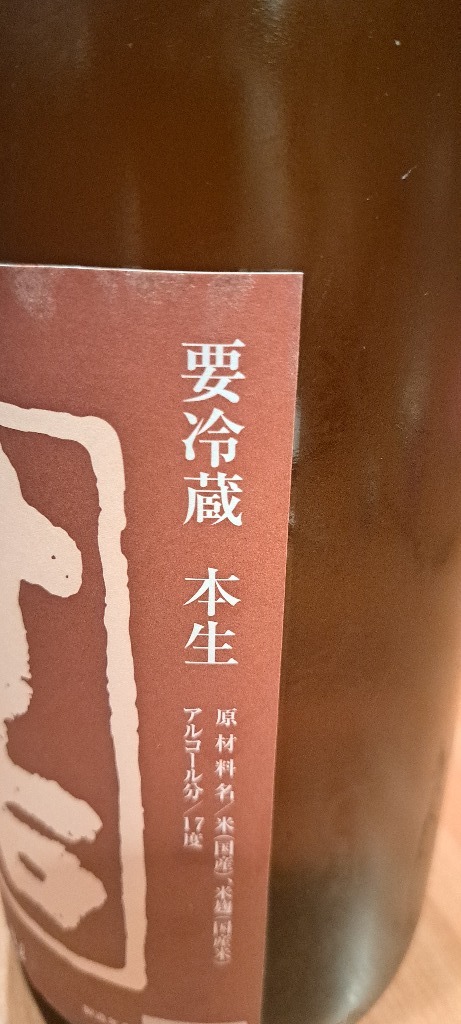 要冷蔵 本生
原材料名/米(国産)、米麹(国産米)
アルコール分/17度